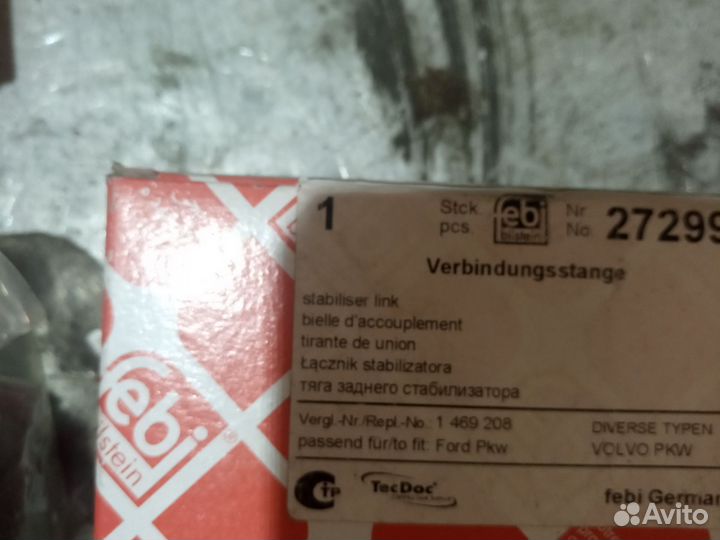 1 Stck. pcs. febi bilstein Nr. No. 27299
Verbindungsstange
stabiliser link
bielle d'accouplement
tirante de union
Łącznik stabilizatora
тяга заднего стабилизатора
Vergl.-Nr/Repl.-No.: 1 469 208 DIVERSE TYPEN
passend für/to fit: Ford Pkw VOLVO PKW
TecDoc
febi German
febi
bilstein
Avito